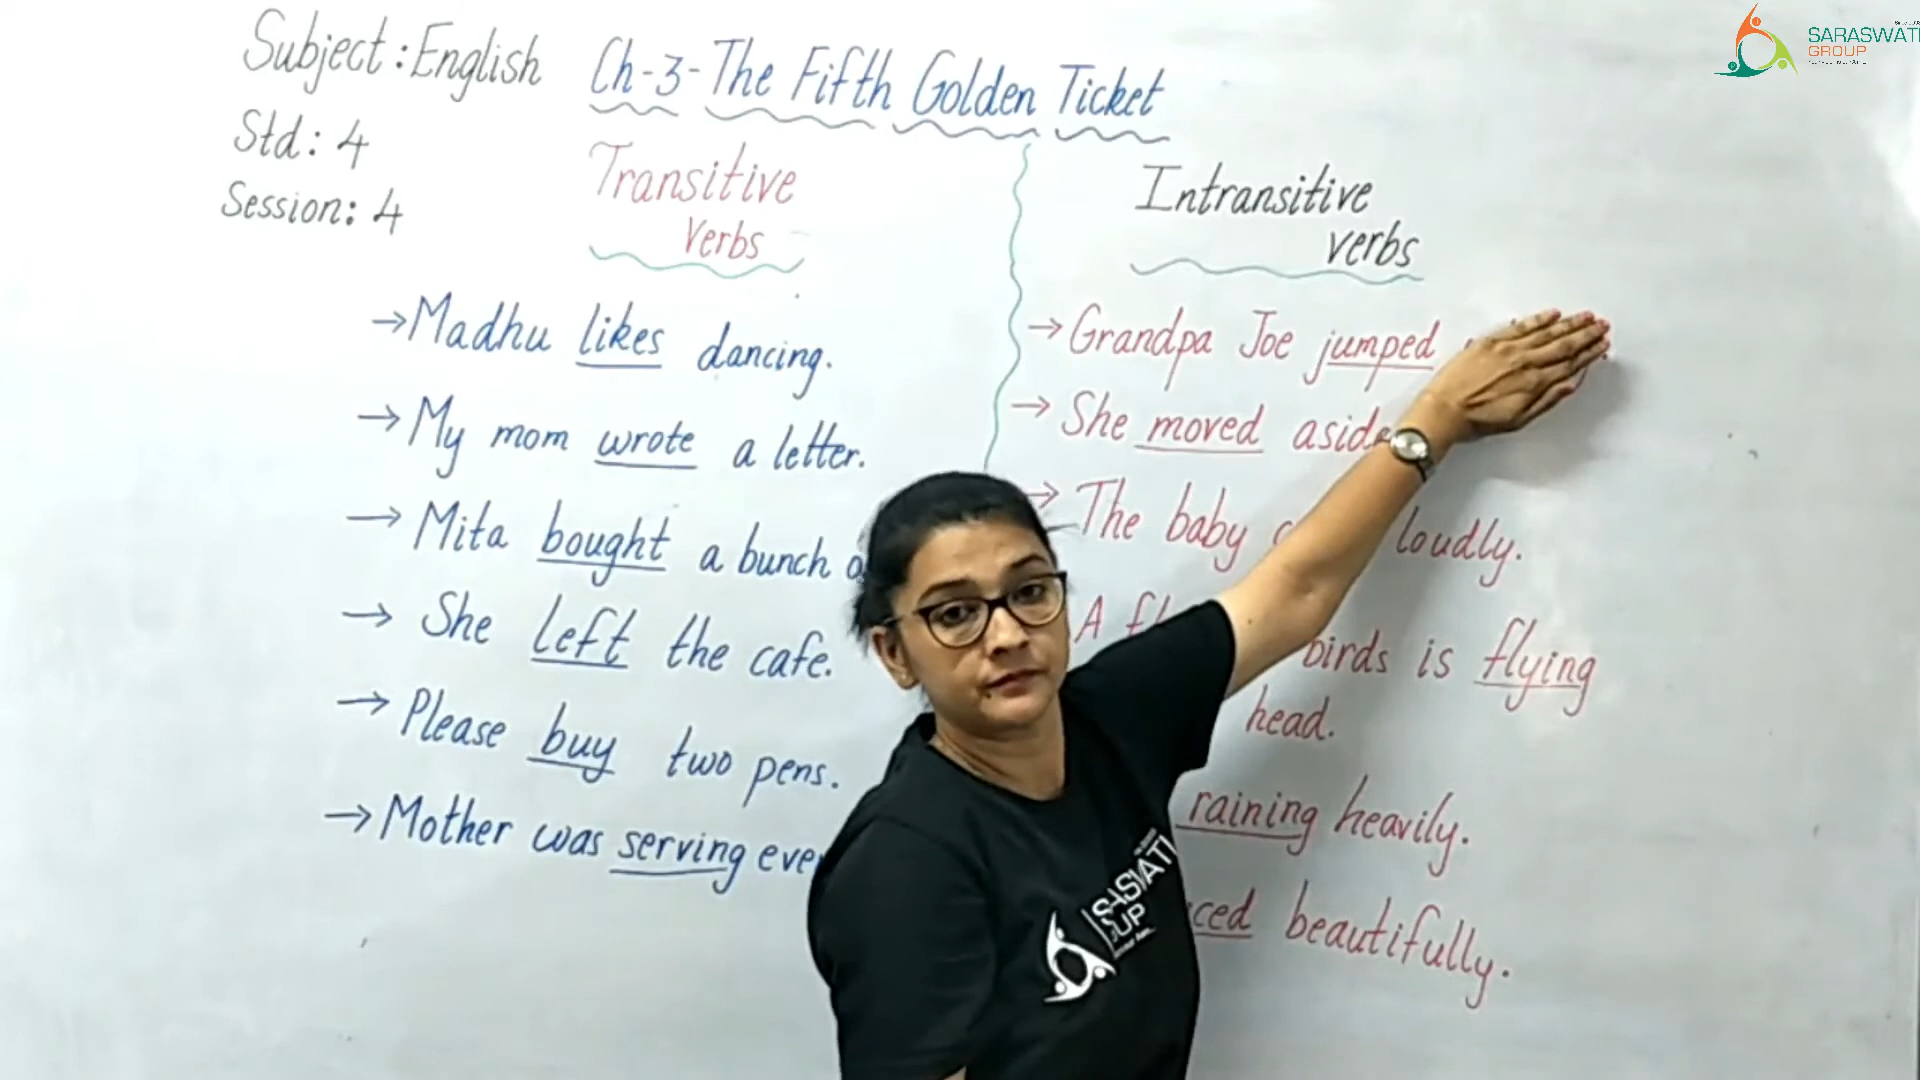 Subject: English
Ch-3-The Fifth Golden Ticket
Std: 4
Session: 4
Transitive
Verbs
→ Madhu likes dancing.
→ My mom wrote a letter.
→ Mita bought a bunch
→ She left the cafe.
→ Please buy two pens.
→ Mother was serving
Intransitive
verbs
→ Grandpa Joe jumped
→ She moved aside
→ The baby loudly.
A birds is flying
head.
raining heavily.
beautifully.
SARASWATI
GROUP